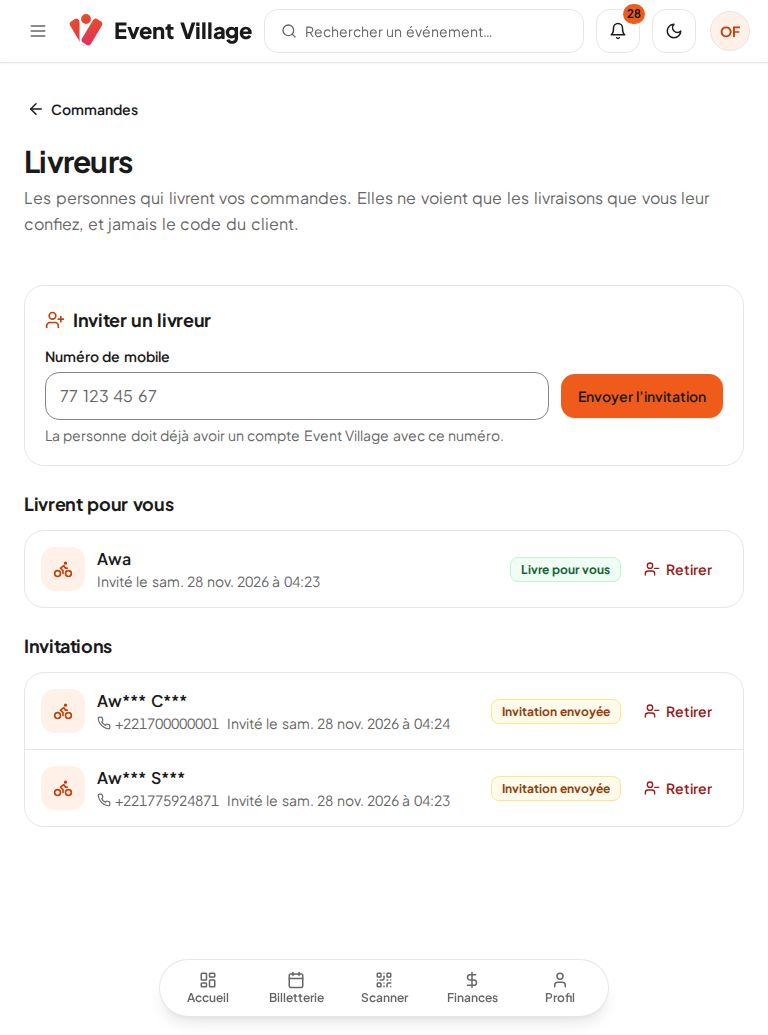 Event Village
Rechercher un événement...
28
OF
Commandes
Livreurs
Les personnes qui livrent vos commandes. Elles ne voient que les livraisons que vous leur
confiez, et jamais le code du client.
Inviter un livreur
Numéro de mobile
77 123 45 67
Envoyer l'invitation
La personne doit déjà avoir un compte Event Village avec ce numéro.
Livrent pour vous
Awa
Invité le sam. 28 nov. 2026 à 04:23
Livre pour vous
Retirer
Invitations
Aw*** C***
+221700000001 Invité le sam. 28 nov. 2026 à 04:24
Invitation envoyée
Retirer
Aw*** S***
+221775924871 Invité le sam. 28 nov. 2026 à 04:23
Invitation envoyée
Retirer
Accueil
Billetterie
Scanner
Finances
Profil